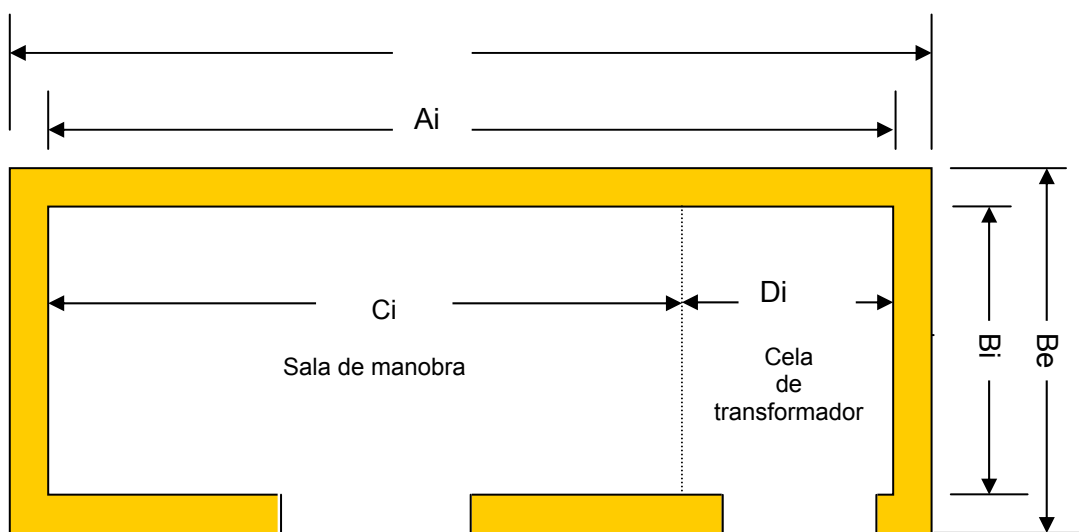 Ai
Ci
Di
Sala de manobra
Cela
de
transformador
Bi
Be